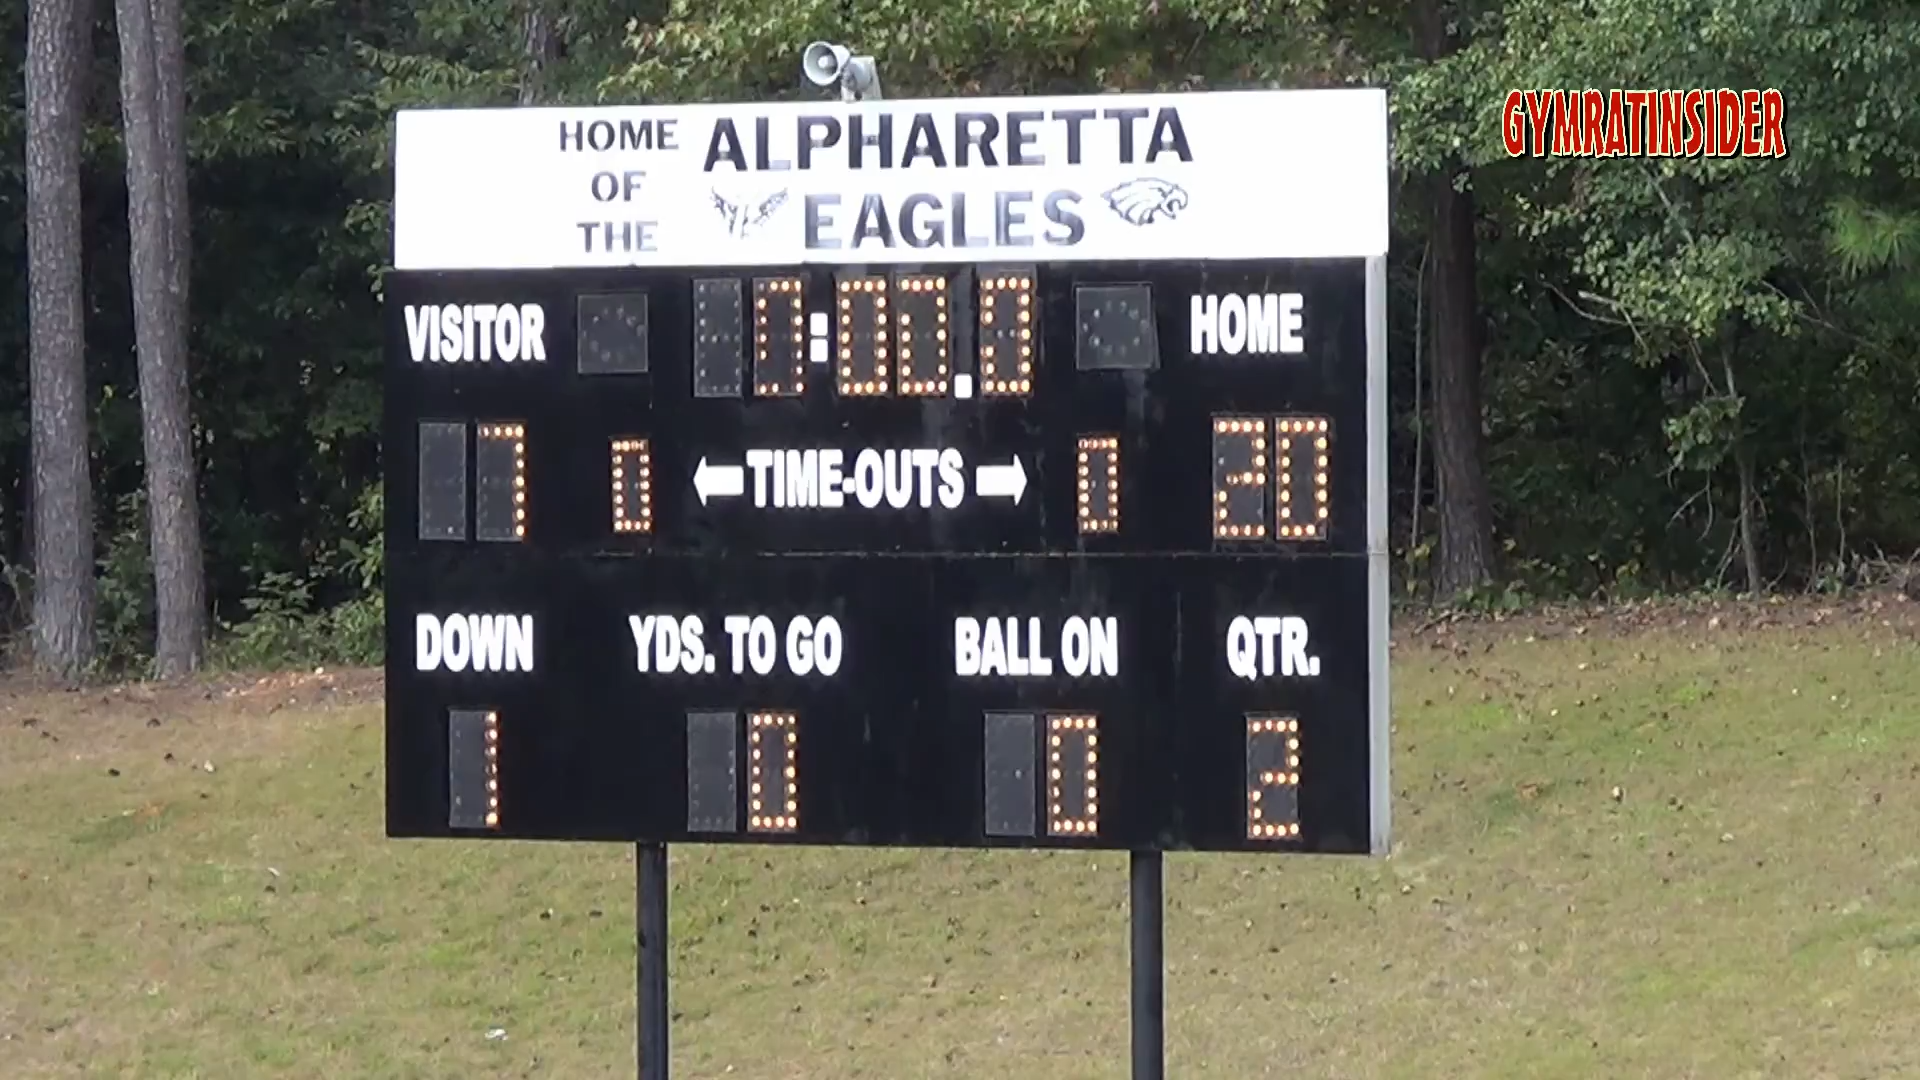 GYMRATINSIDER
HOME OF THE
ALPHARETTA
EAGLES
VISITOR
0:00.0
HOME
7
0
TIME-OUTS
0
20
DOWN
YDS. TO GO
BALL ON
QTR.
1
0
0
2